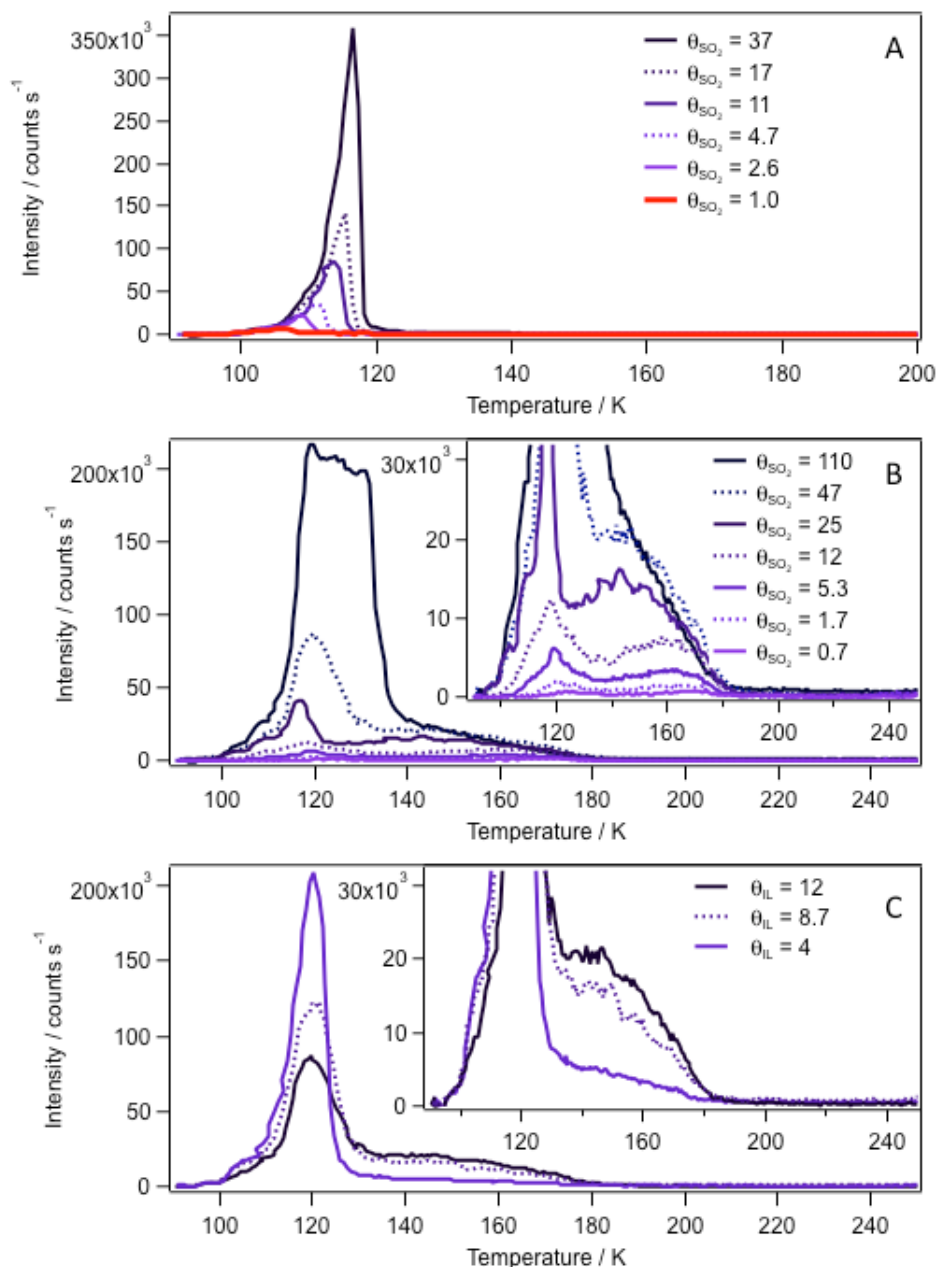 A
350x10³
300
250
200
150
100
50
0
Intensity / counts s⁻¹
θSO₂ = 37
θSO₂ = 17
θSO₂ = 11
θSO₂ = 4.7
θSO₂ = 2.6
θSO₂ = 1.0
100 120 140 160 180 200
Temperature / K
B
200x10³
150
100
50
0
Intensity / counts s⁻¹
30x10³
20
10
0
120 160 200 240
θSO₂ = 110
θSO₂ = 47
θSO₂ = 25
θSO₂ = 12
θSO₂ = 5.3
θSO₂ = 1.7
θSO₂ = 0.7
100 120 140 160 180 200 220 240
Temperature / K
C
200x10³
150
100
50
0
Intensity / counts s⁻¹
30x10³
20
10
0
120 160 200 240
θIL = 12
θIL = 8.7
θIL = 4
100 120 140 160 180 200 220 240
Temperature / K